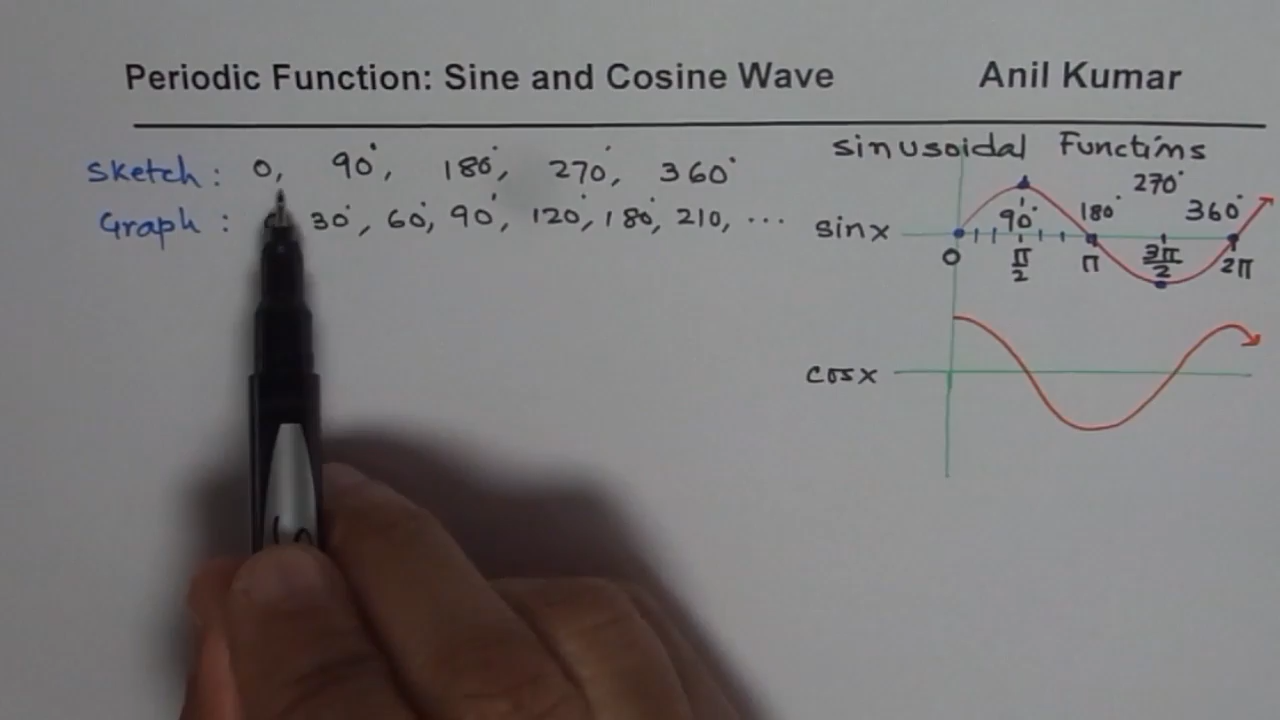 Periodic Function: Sine and Cosine Wave Anil Kumar
Sketch: 0, 90°, 180°, 270°, 360°
Graph: 30°, 60°, 90°, 120°, 180°, 210, ...
sinusoidal Functions
270°
90° 180° 360°
sinx
0 π/2 π 3π/2 2π
cosx